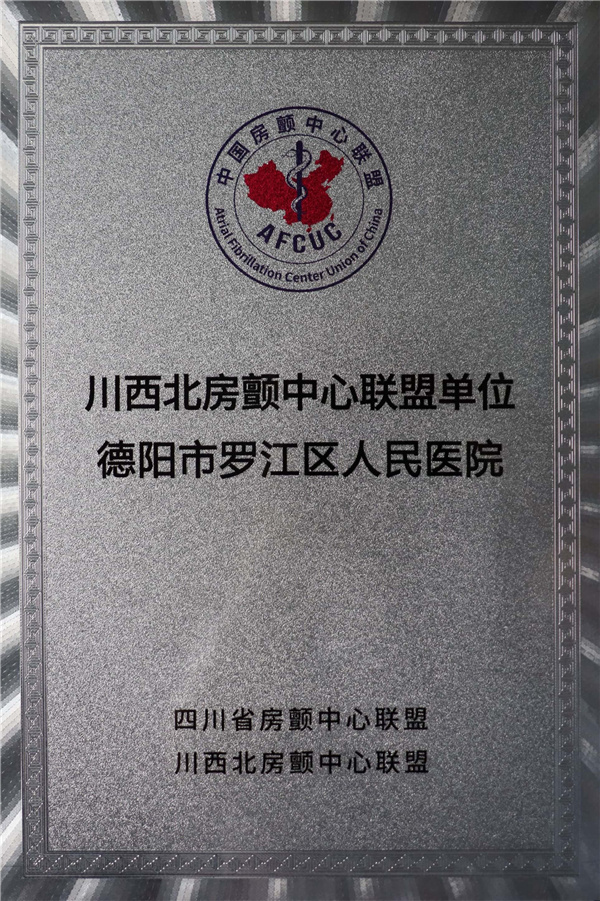 中国房颤中心联盟
AFCUC
Atrial Fibrillation Center Union of China
川西北房颤中心联盟单位
德阳市罗江区人民医院
四川省房颤中心联盟
川西北房颤中心联盟